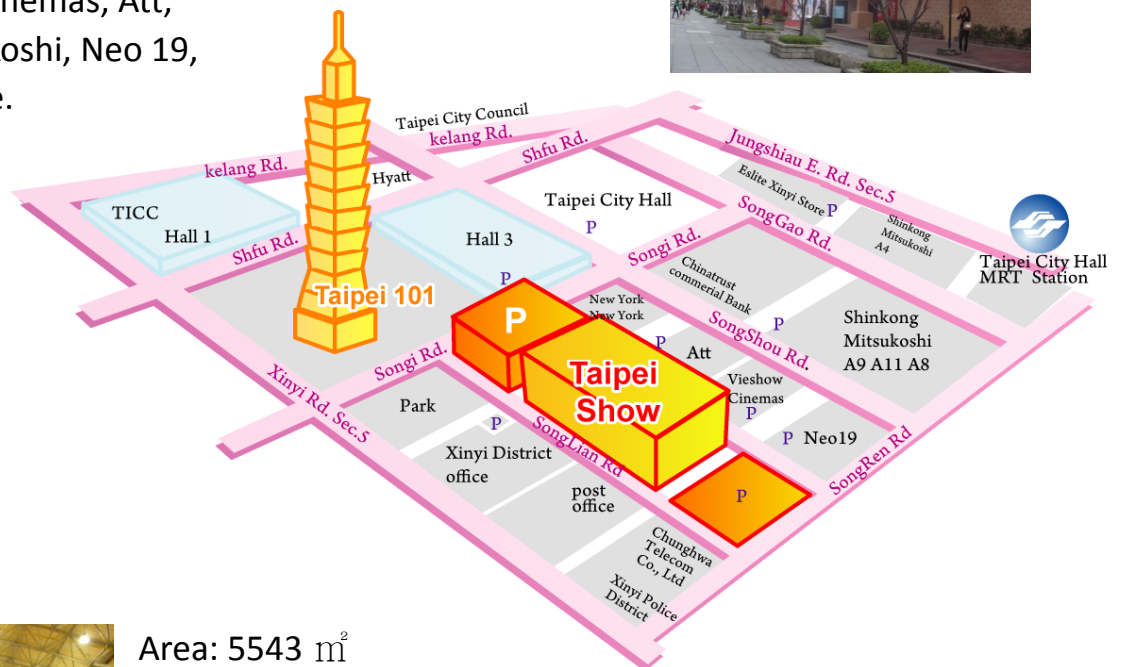 Att,
oshi, Neo 19,
e.
Taipei City Council
kelang Rd.
kelang Rd.
Shfu Rd.
Jungshiau E. Rd. Sec.5
Hyatt
TICC
Hall 1
Shfu Rd.
Hall 3
P
Taipei City Hall
P
Eslite Xinyi Store
P
Shinkong
Mitsukoshi
A4
SongGao Rd.
Taipei City Hall
MRT Station
Songi Rd.
Chinatrust
commerial Bank
P
Taipei 101
P
New York
New York
P
Att
SongShou Rd.
Shinkong
Mitsukoshi
A9 A11 A8
Songi Rd.
Taipei
Show
Vieshow
Cinemas
P
P Neo19
Xinyi Rd. Sec.5
Park
P
SongLian Rd
SongRen Rd
Xinyi District
office
post
office
P
Chunghwa
Telecom
Co., Ltd
Xinyi Police
District
Area: 5543 ㎡